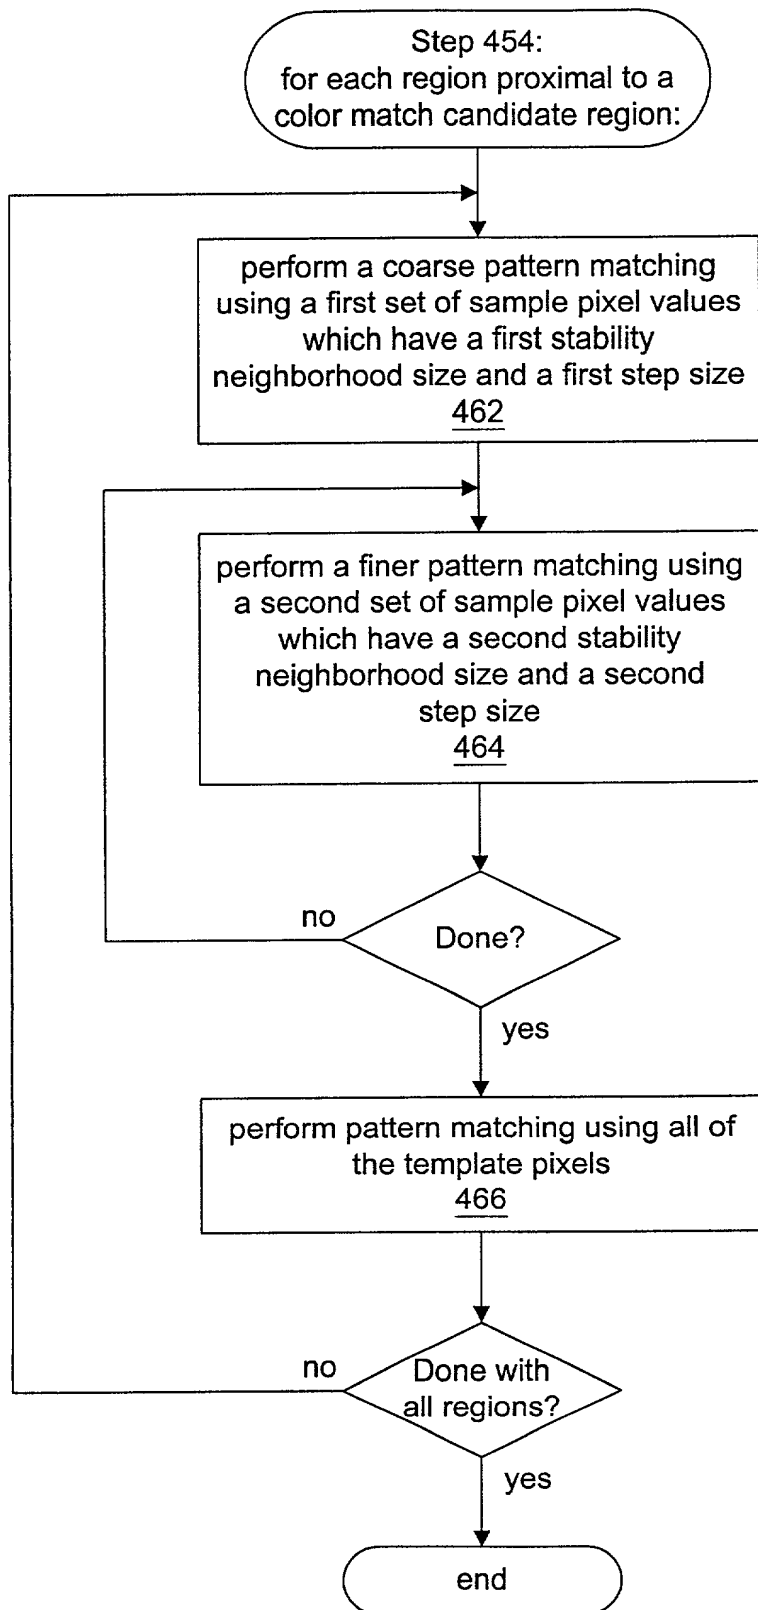 Step 454:
for each region proximal to a
color match candidate region:
perform a coarse pattern matching
using a first set of sample pixel values
which have a first stability
neighborhood size and a first step size
462
perform a finer pattern matching using
a second set of sample pixel values
which have a second stability
neighborhood size and a second
step size
464
no
Done?
yes
perform pattern matching using all of
the template pixels
466
no
Done with
all regions?
yes
end